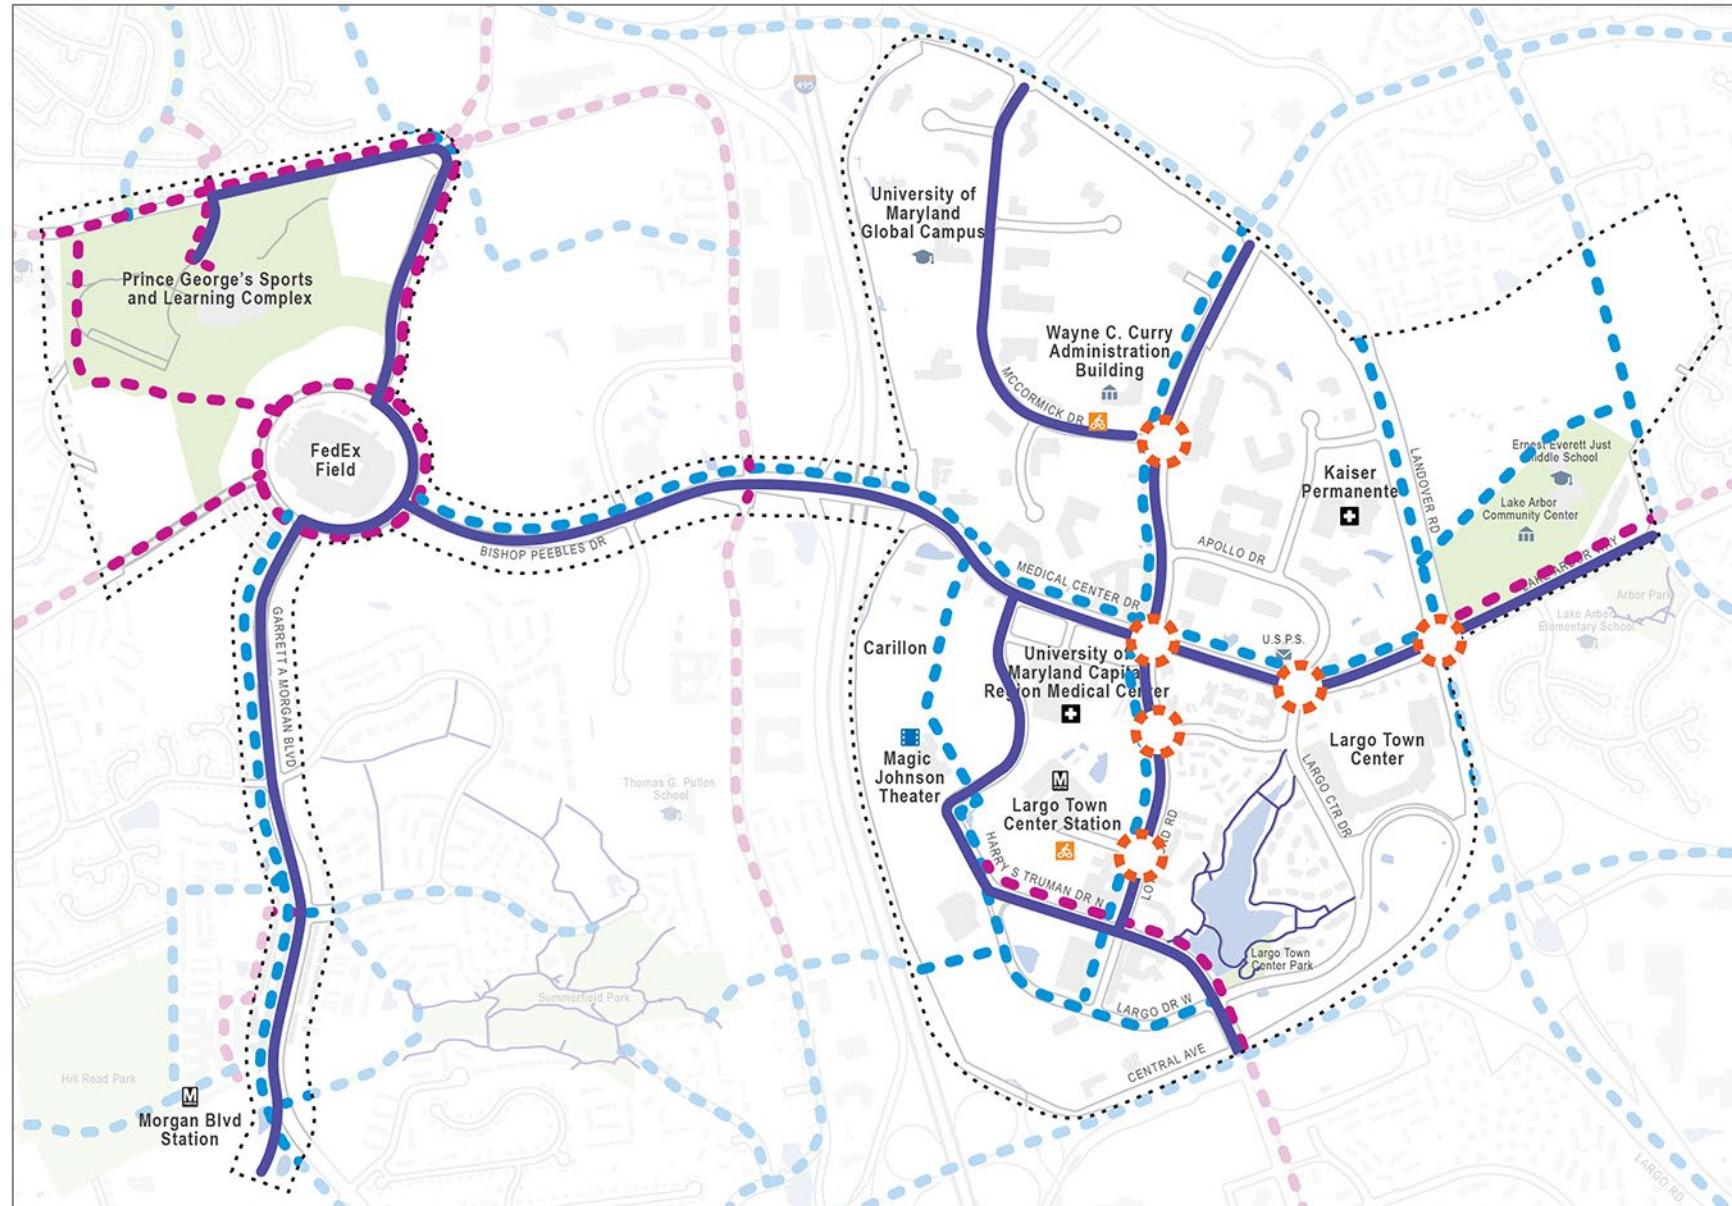 495
University of
Maryland
Global Campus
Prince George's Sports
and Learning Complex
Wayne C. Curry
Administration
Building
MCCORMICK DR
FedEx
Field
Kaiser
Permanente
LANDOVER RD
Ernest Everett Just
Middle School
Lake Arbor
Community Center
BISHOP PEEBLES DR
APOLLO DR
MEDICAL CENTER DR
LAKE ARBOR WAY
Arbor Park
Lake Arbor
Elementary School
GARRETT A MORGAN BLVD
Carillon
U.S.P.S.
University of
Maryland Capital
Region Medical Center
Magic
Johnson
Theater
Largo Town
Center
Thomas G. Pullen
School
M
Largo Town
Center Station
LARGO CTR DR
RD
HARRY S TRUMAN DR N
Largo Town
Center Park
Summerfield Park
LARGO DR W
CENTRAL AVE
Hill Road Park
M
Morgan Blvd
Station
LARGO RD